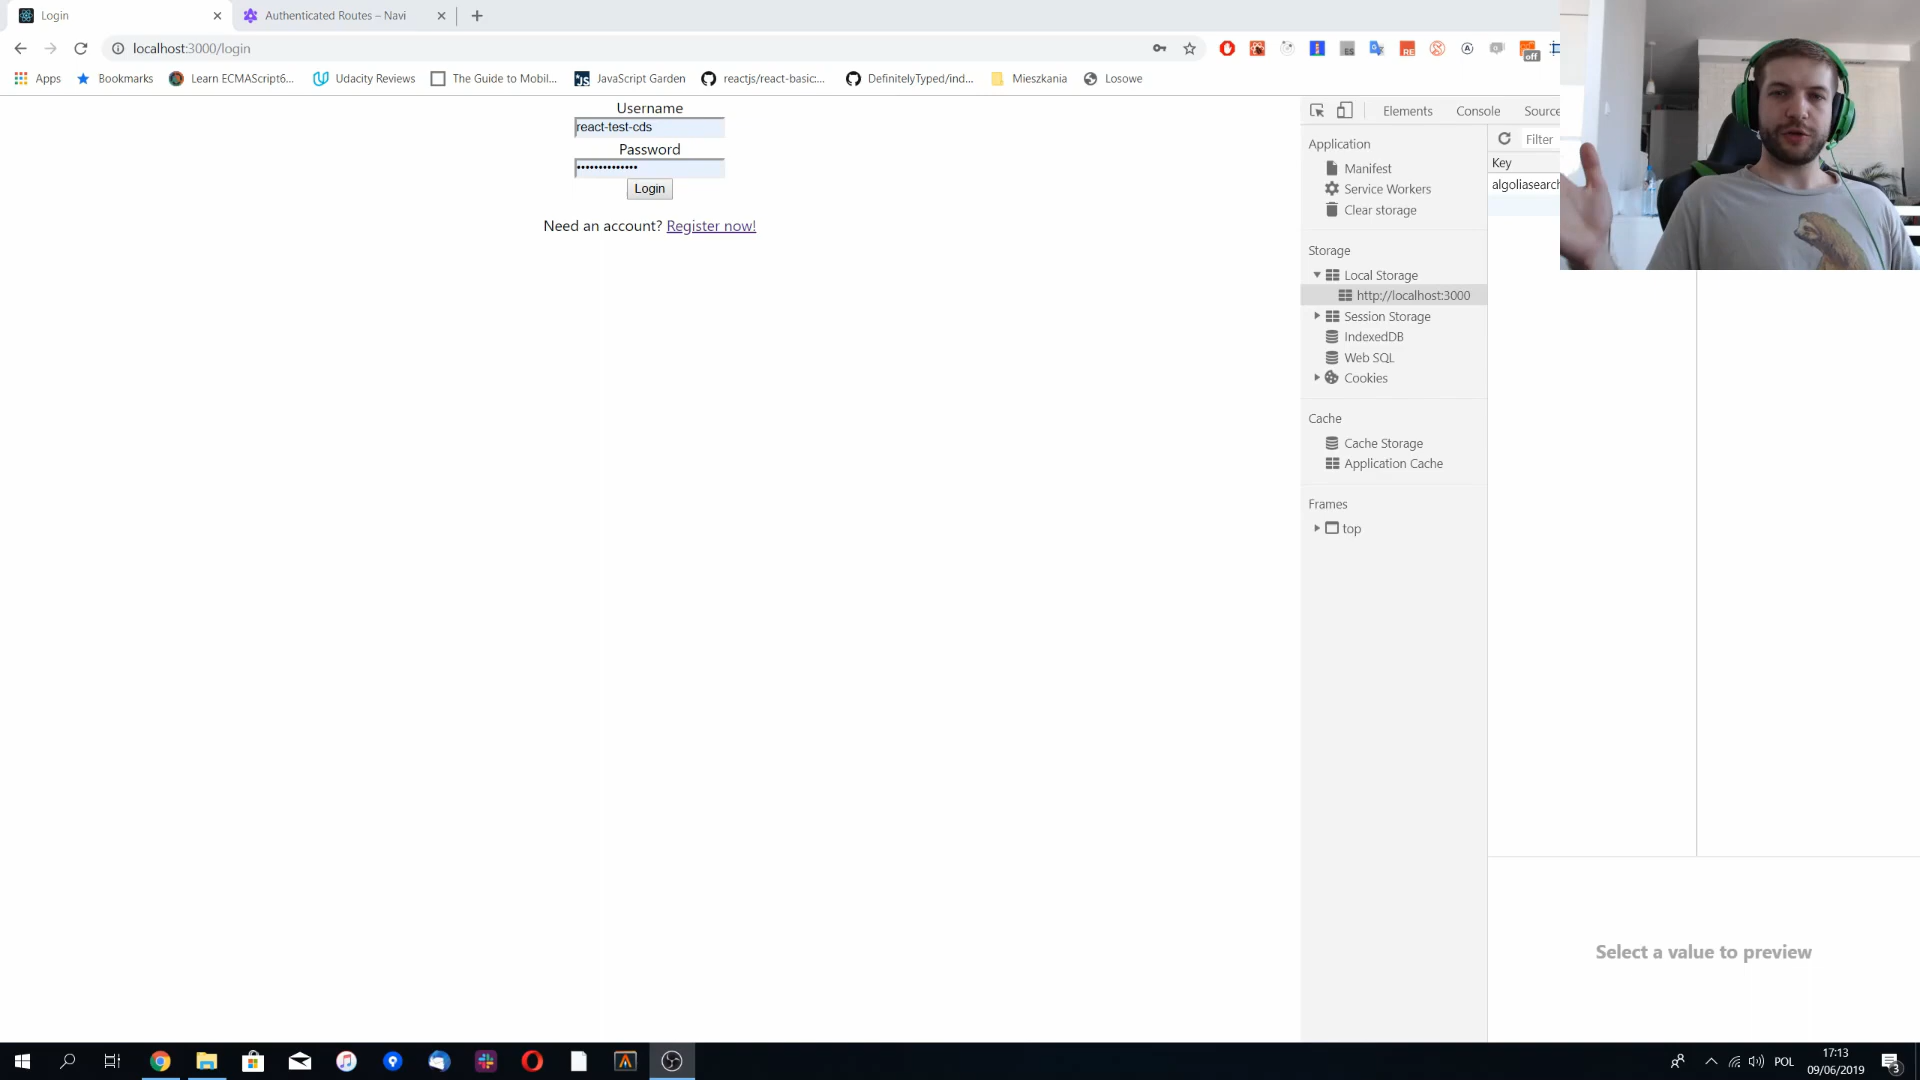 Login
Authenticated Routes – Navi
localhost:3000/login
ES
RE
A
off
Apps
Bookmarks
Learn ECMAScript6...
Udacity Reviews
The Guide to Mobil...
JavaScript Garden
reactjs/react-basic:...
DefinitelyTyped/ind...
Mieszkania
Losowe
Username
react-test-cds
Password
••••••••••••••
Login
Need an account? Register now!
Elements
Console
Source
Application
Manifest
Service Workers
Clear storage
Storage
Local Storage
http://localhost:3000
Session Storage
IndexedDB
Web SQL
Cookies
Cache
Cache Storage
Application Cache
Frames
top
Filter
Key
algoliasearch
Select a value to preview
POL
17:13
09/06/2019
3